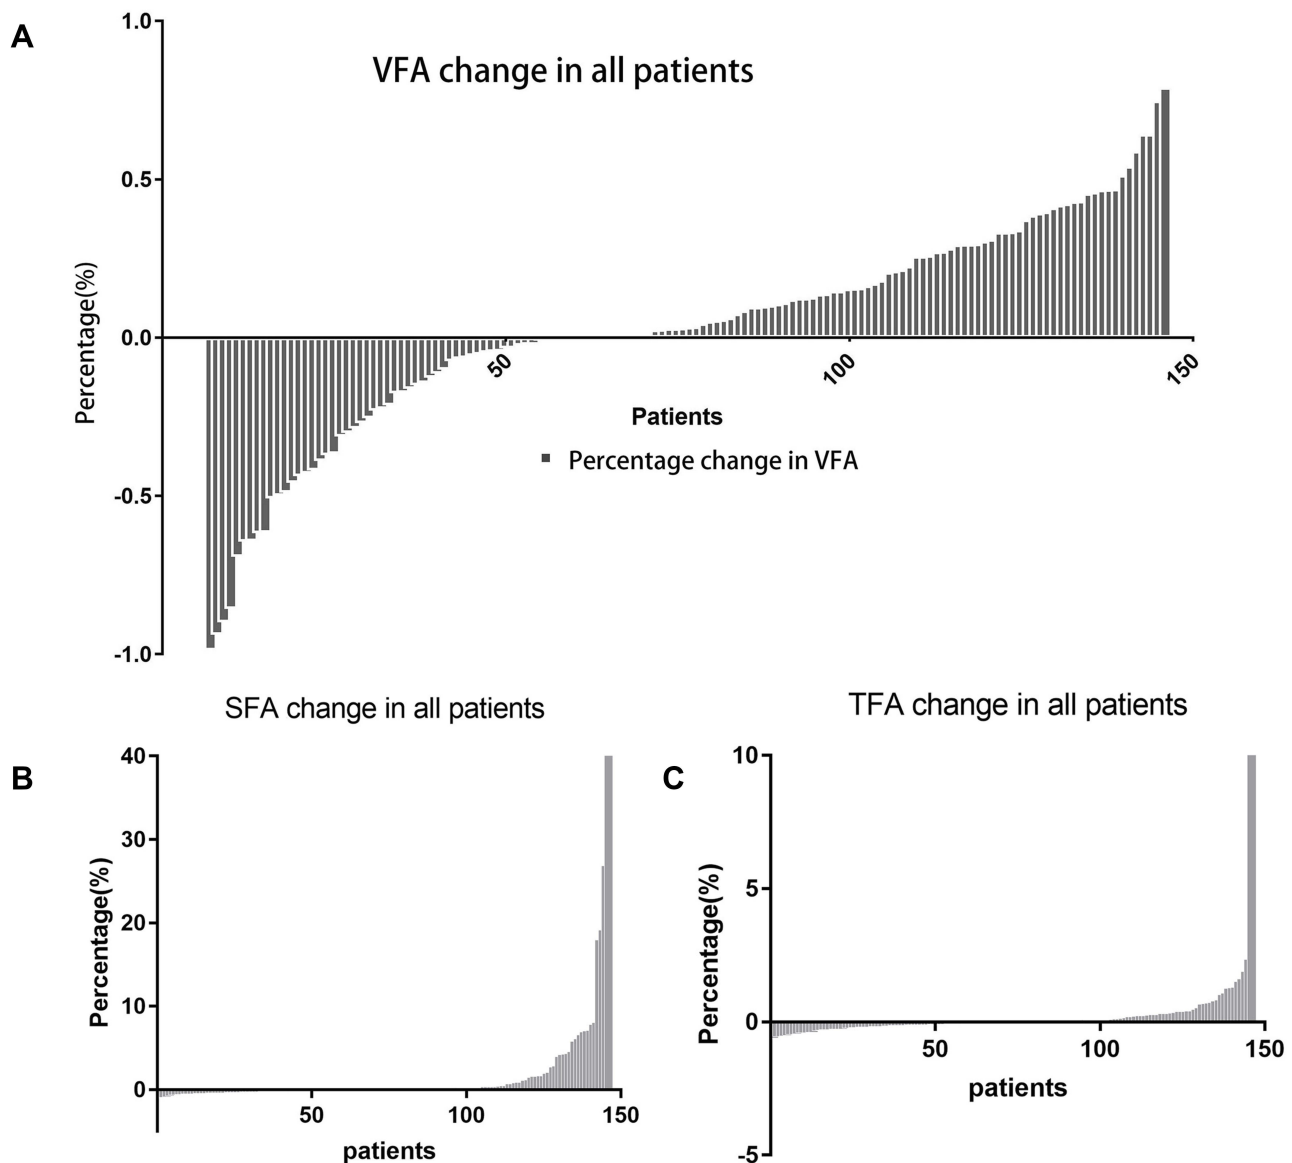 A
VFA change in all patients
Percentage(%)
1.0
0.5
0.0
-0.5
-1.0
50
100
150
Patients
Percentage change in VFA
B
SFA change in all patients
Percentage(%)
40
30
20
10
0
50
100
150
patients
C
TFA change in all patients
Percentage(%)
10
5
0
-5
50
100
150
patients